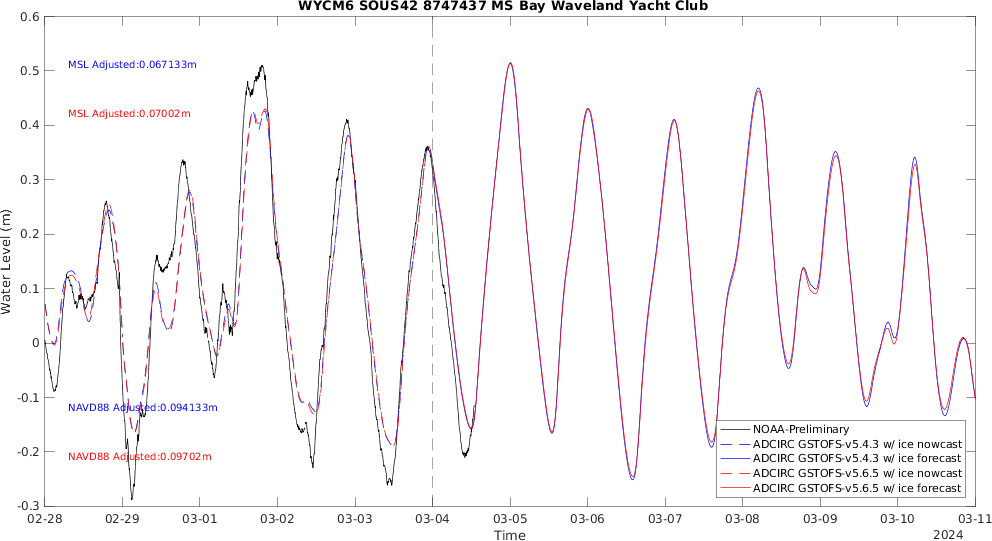 WYCM6 SOUS42 8747437 MS Bay Waveland Yacht Club
Water Level (m)
0.6
0.5
0.4
0.3
0.2
0.1
0
-0.1
-0.2
-0.3
MSL Adjusted:0.067133m
MSL Adjusted:0.07002m
NAVD88 Adjusted:0.094133m
NAVD88 Adjusted:0.09702m
NOAA-Preliminary
ADCIRC GSTOFS-v5.4.3 w/ ice nowcast
ADCIRC GSTOFS-v5.4.3 w/ ice forecast
ADCIRC GSTOFS-v5.6.5 w/ ice nowcast
ADCIRC GSTOFS-v5.6.5 w/ ice forecast
02-28 02-29 03-01 03-02 03-03 03-04 03-05 03-06 03-07 03-08 03-09 03-10 03-11
Time
2024